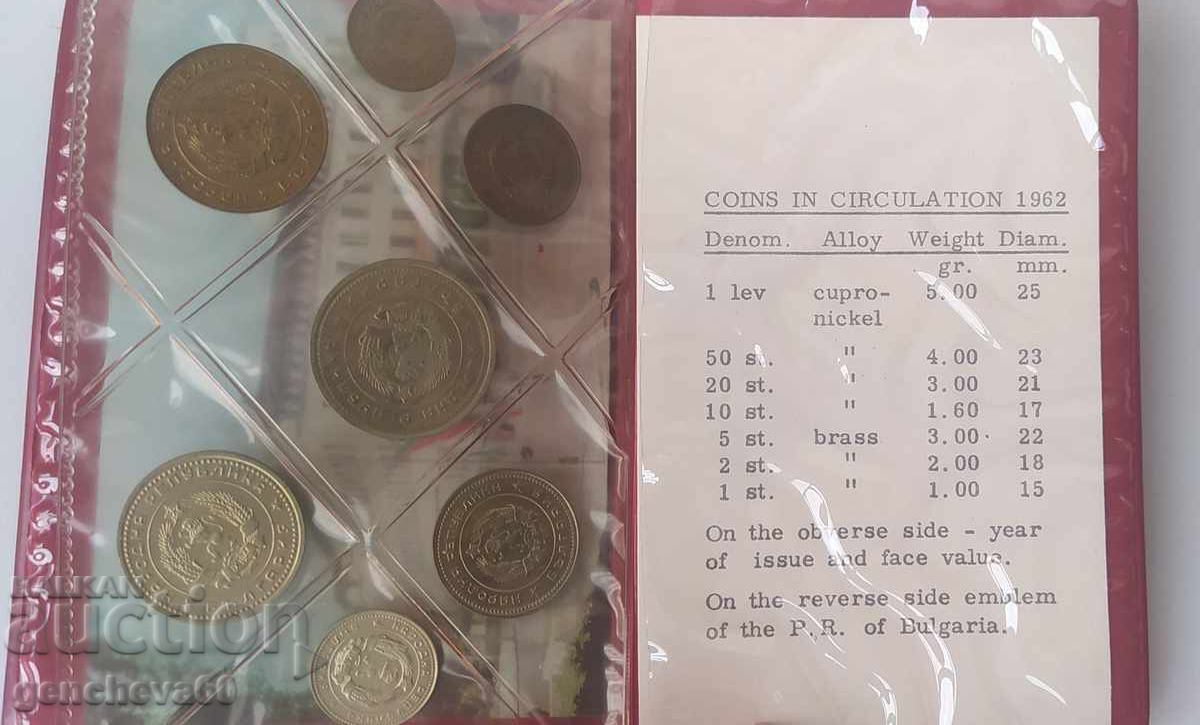 COINS IN CIRCULATION 1962
Denom. Alloy Weight Diam.
gr. mm.
1 lev cupro- 5.00 25
nickel
50 st. " 4.00 23
20 st. " 3.00 21
10 st. " 1.60 17
5 st. brass 3.00 22
2 st. " 2.00 18
1 st. " 1.00 15
On the obverse side - year
of issue and face value.
On the reverse side emblem
of the P.R. of Bulgaria.
БАЛКАН
auction
gencheva60